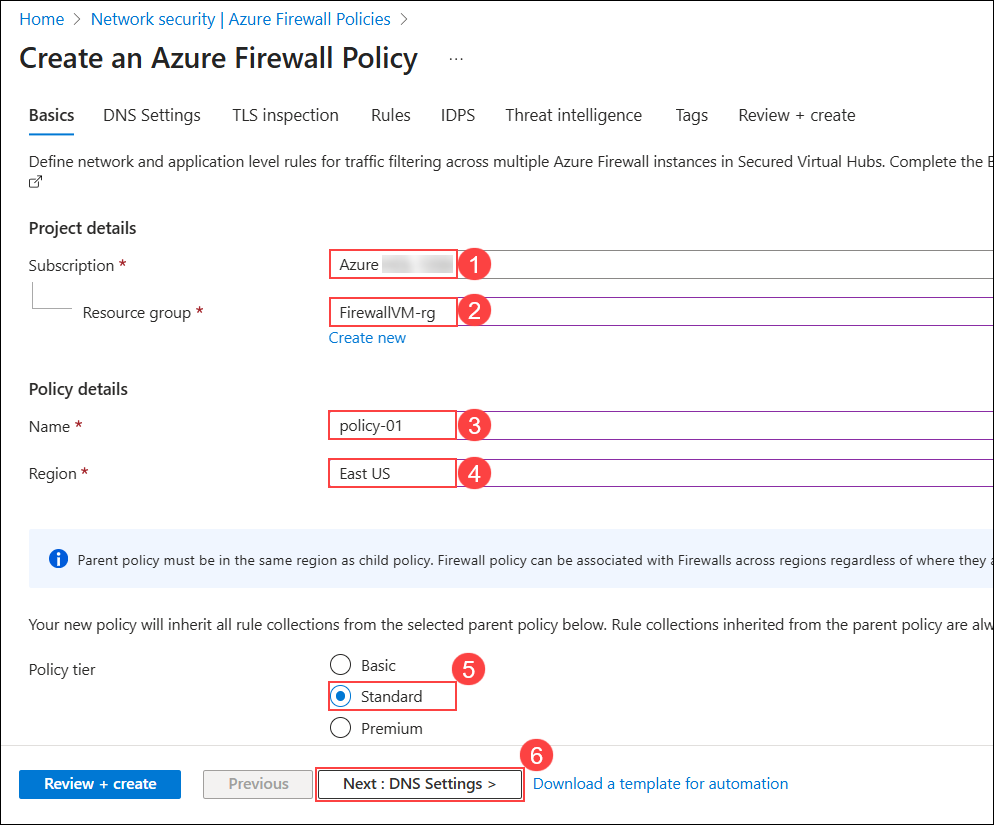 Home > Network security | Azure Firewall Policies >
Create an Azure Firewall Policy ...
Basics DNS Settings TLS inspection Rules IDPS Threat intelligence Tags Review + create
Define network and application level rules for traffic filtering across multiple Azure Firewall instances in Secured Virtual Hubs. Complete the
Project details
Subscription * Azure 1
Resource group * FirewallVM-rg 2
Create new
Policy details
Name * policy-01 3
Region * East US 4
Parent policy must be in the same region as child policy. Firewall policy can be associated with Firewalls across regions regardless of where they
Your new policy will inherit all rule collections from the selected parent policy below. Rule collections inherited from the parent policy are
Policy tier
Basic 5
Standard
Premium
6
Review + create Previous Next : DNS Settings > Download a template for automation